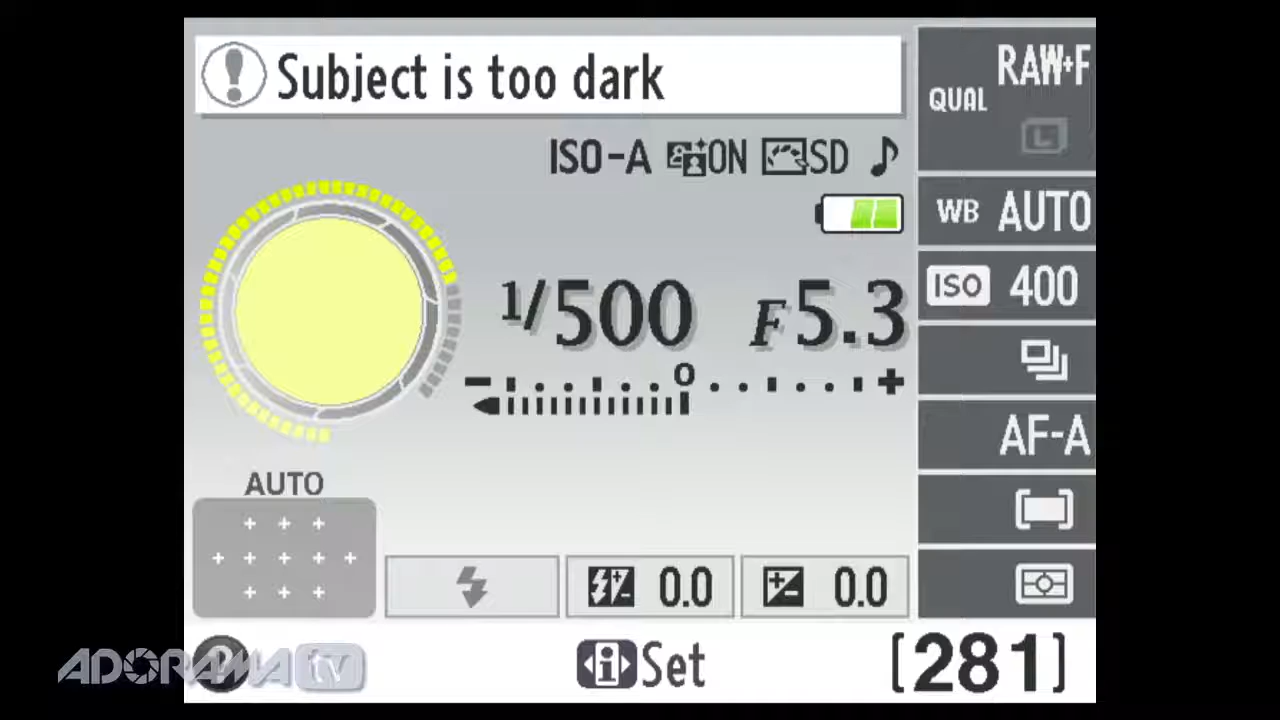 Subject is too dark
ISO-A ON SD
QUAL RAW+F
L
WB AUTO
ISO 400
1/500 F5.3
- 0 +
AF-A
AUTO
0.0 0.0
ADORAMA tv
? i Set [281]